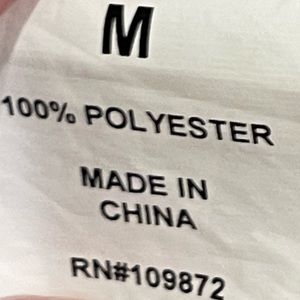 M
100% POLYESTER
MADE IN
CHINA
RN#109872